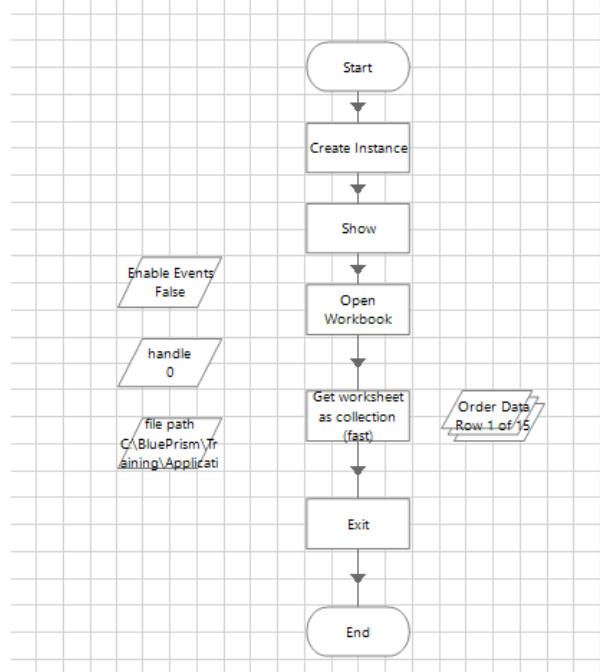 Start
Create Instance
Show
Enable Events
False
Open
Workbook
handle
0
Get worksheet
as collection
(fast)
Order Data
Row 1 of 15
file path
C:\BluePrism\Tr
aining\Applicati
Exit
End